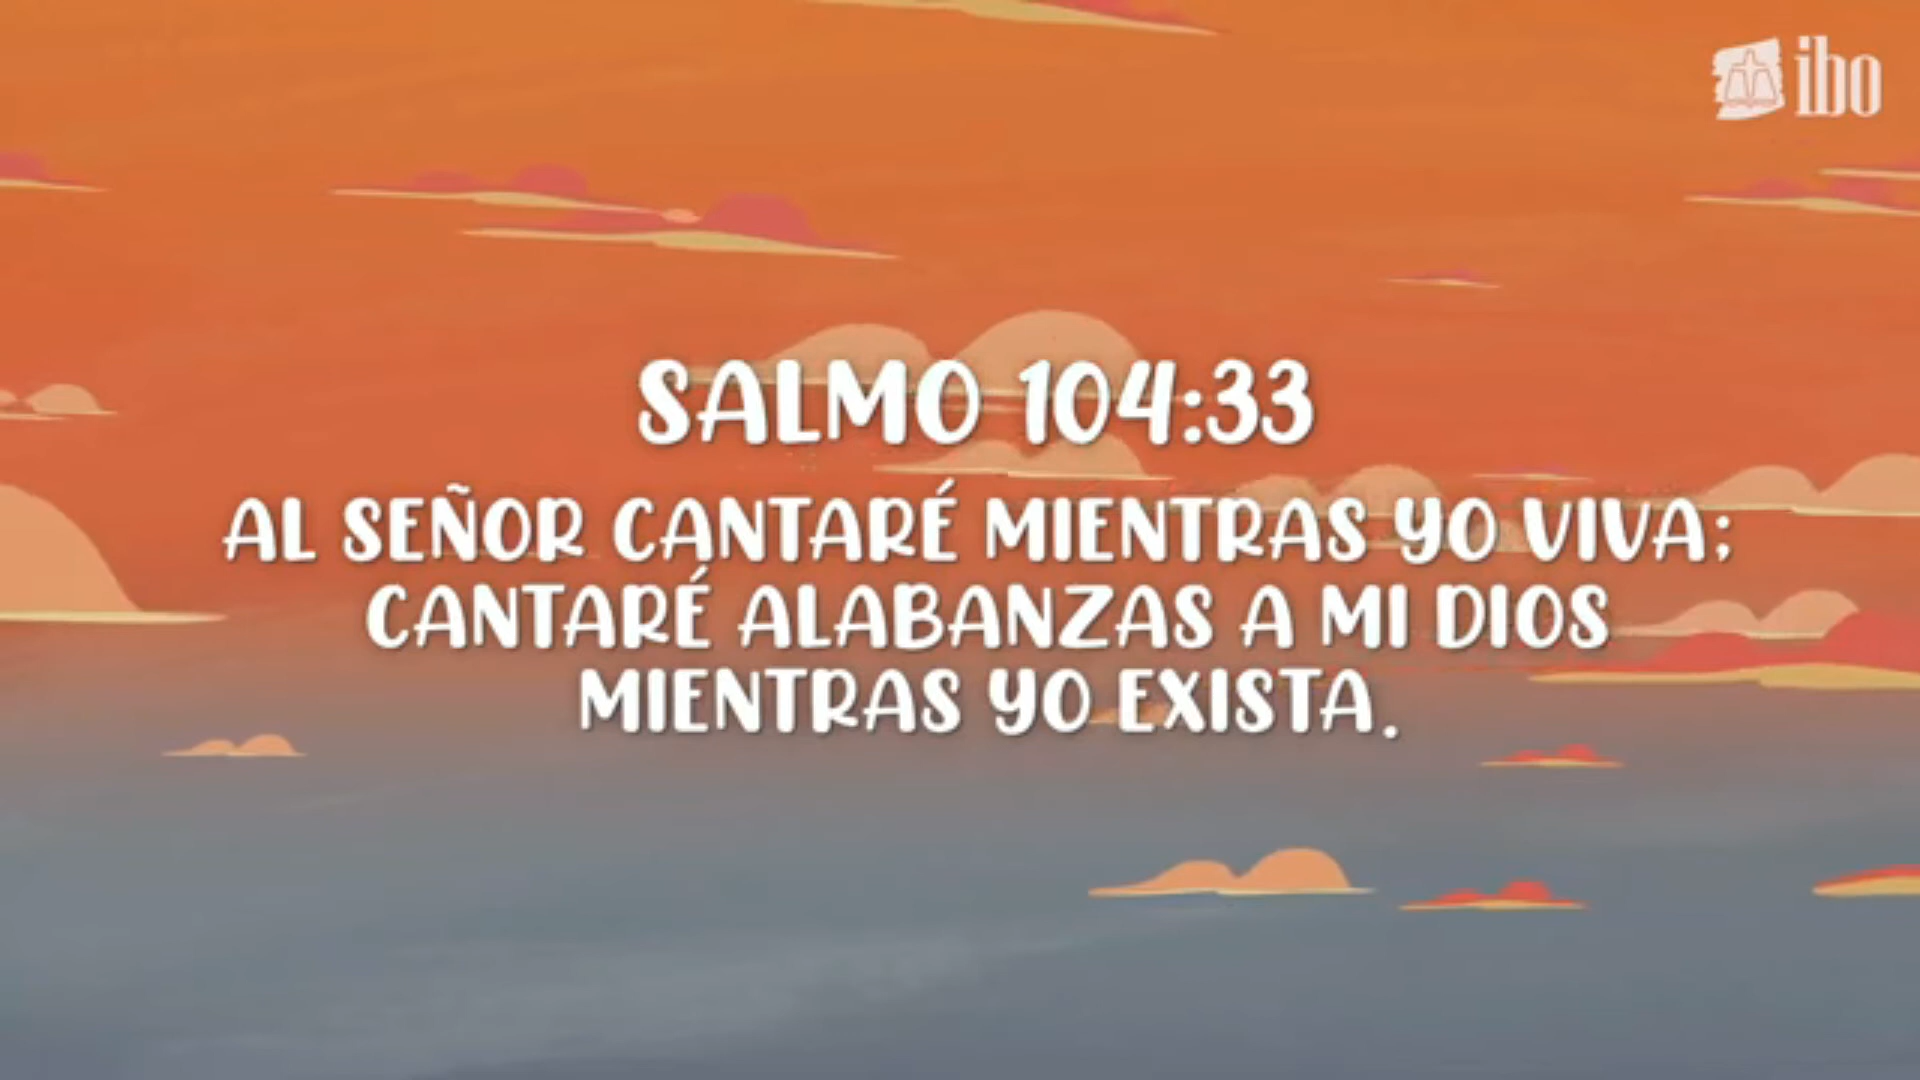 ibo
SALMO 104:33
AL SEÑOR CANTARÉ MIENTRAS YO VIVA;
CANTARÉ ALABANZAS A MI DIOS
MIENTRAS YO EXISTA.